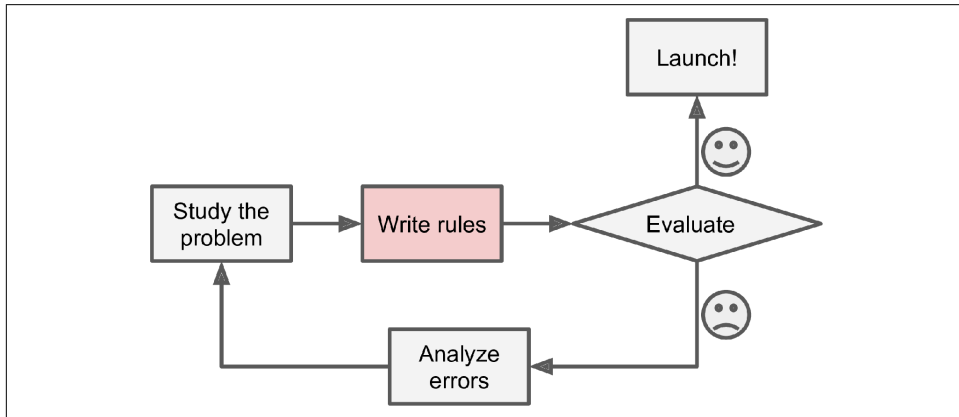 Launch!
Study the
problem
Write rules
Evaluate
Analyze
errors